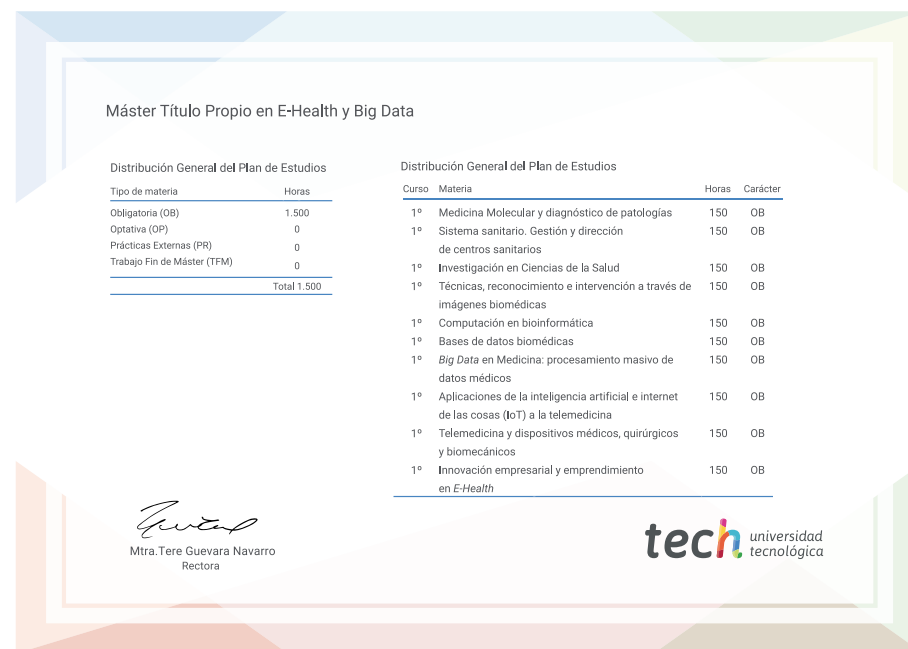 Máster Título Propio en E-Health y Big Data
Distribución General del Plan de Estudios
Tipo de materia Horas
Obligatoria (OB) 1.500
Optativa (OP) 0
Prácticas Externas (PR) 0
Trabajo Fin de Máster (TFM) 0
Total 1.500
Distribución General del Plan de Estudios
Curso Materia Horas Carácter
1º Medicina Molecular y diagnóstico de patologías 150 OB
1º Sistema sanitario. Gestión y dirección 150 OB
de centros sanitarios
1º Investigación en Ciencias de la Salud 150 OB
1º Técnicas, reconocimiento e intervención a través de 150 OB
imágenes biomédicas
1º Computación en bioinformática 150 OB
1º Bases de datos biomédicas 150 OB
1º Big Data en Medicina: procesamiento masivo de 150 OB
datos médicos
1º Aplicaciones de la inteligencia artificial e internet 150 OB
de las cosas (IoT) a la telemedicina
1º Telemedicina y dispositivos médicos, quirúrgicos 150 OB
y biomecánicos
1º Innovación empresarial y emprendimiento 150 OB
en E-Health
Mtra.Tere Guevara Navarro
Rectora
tech universidad
tecnológica